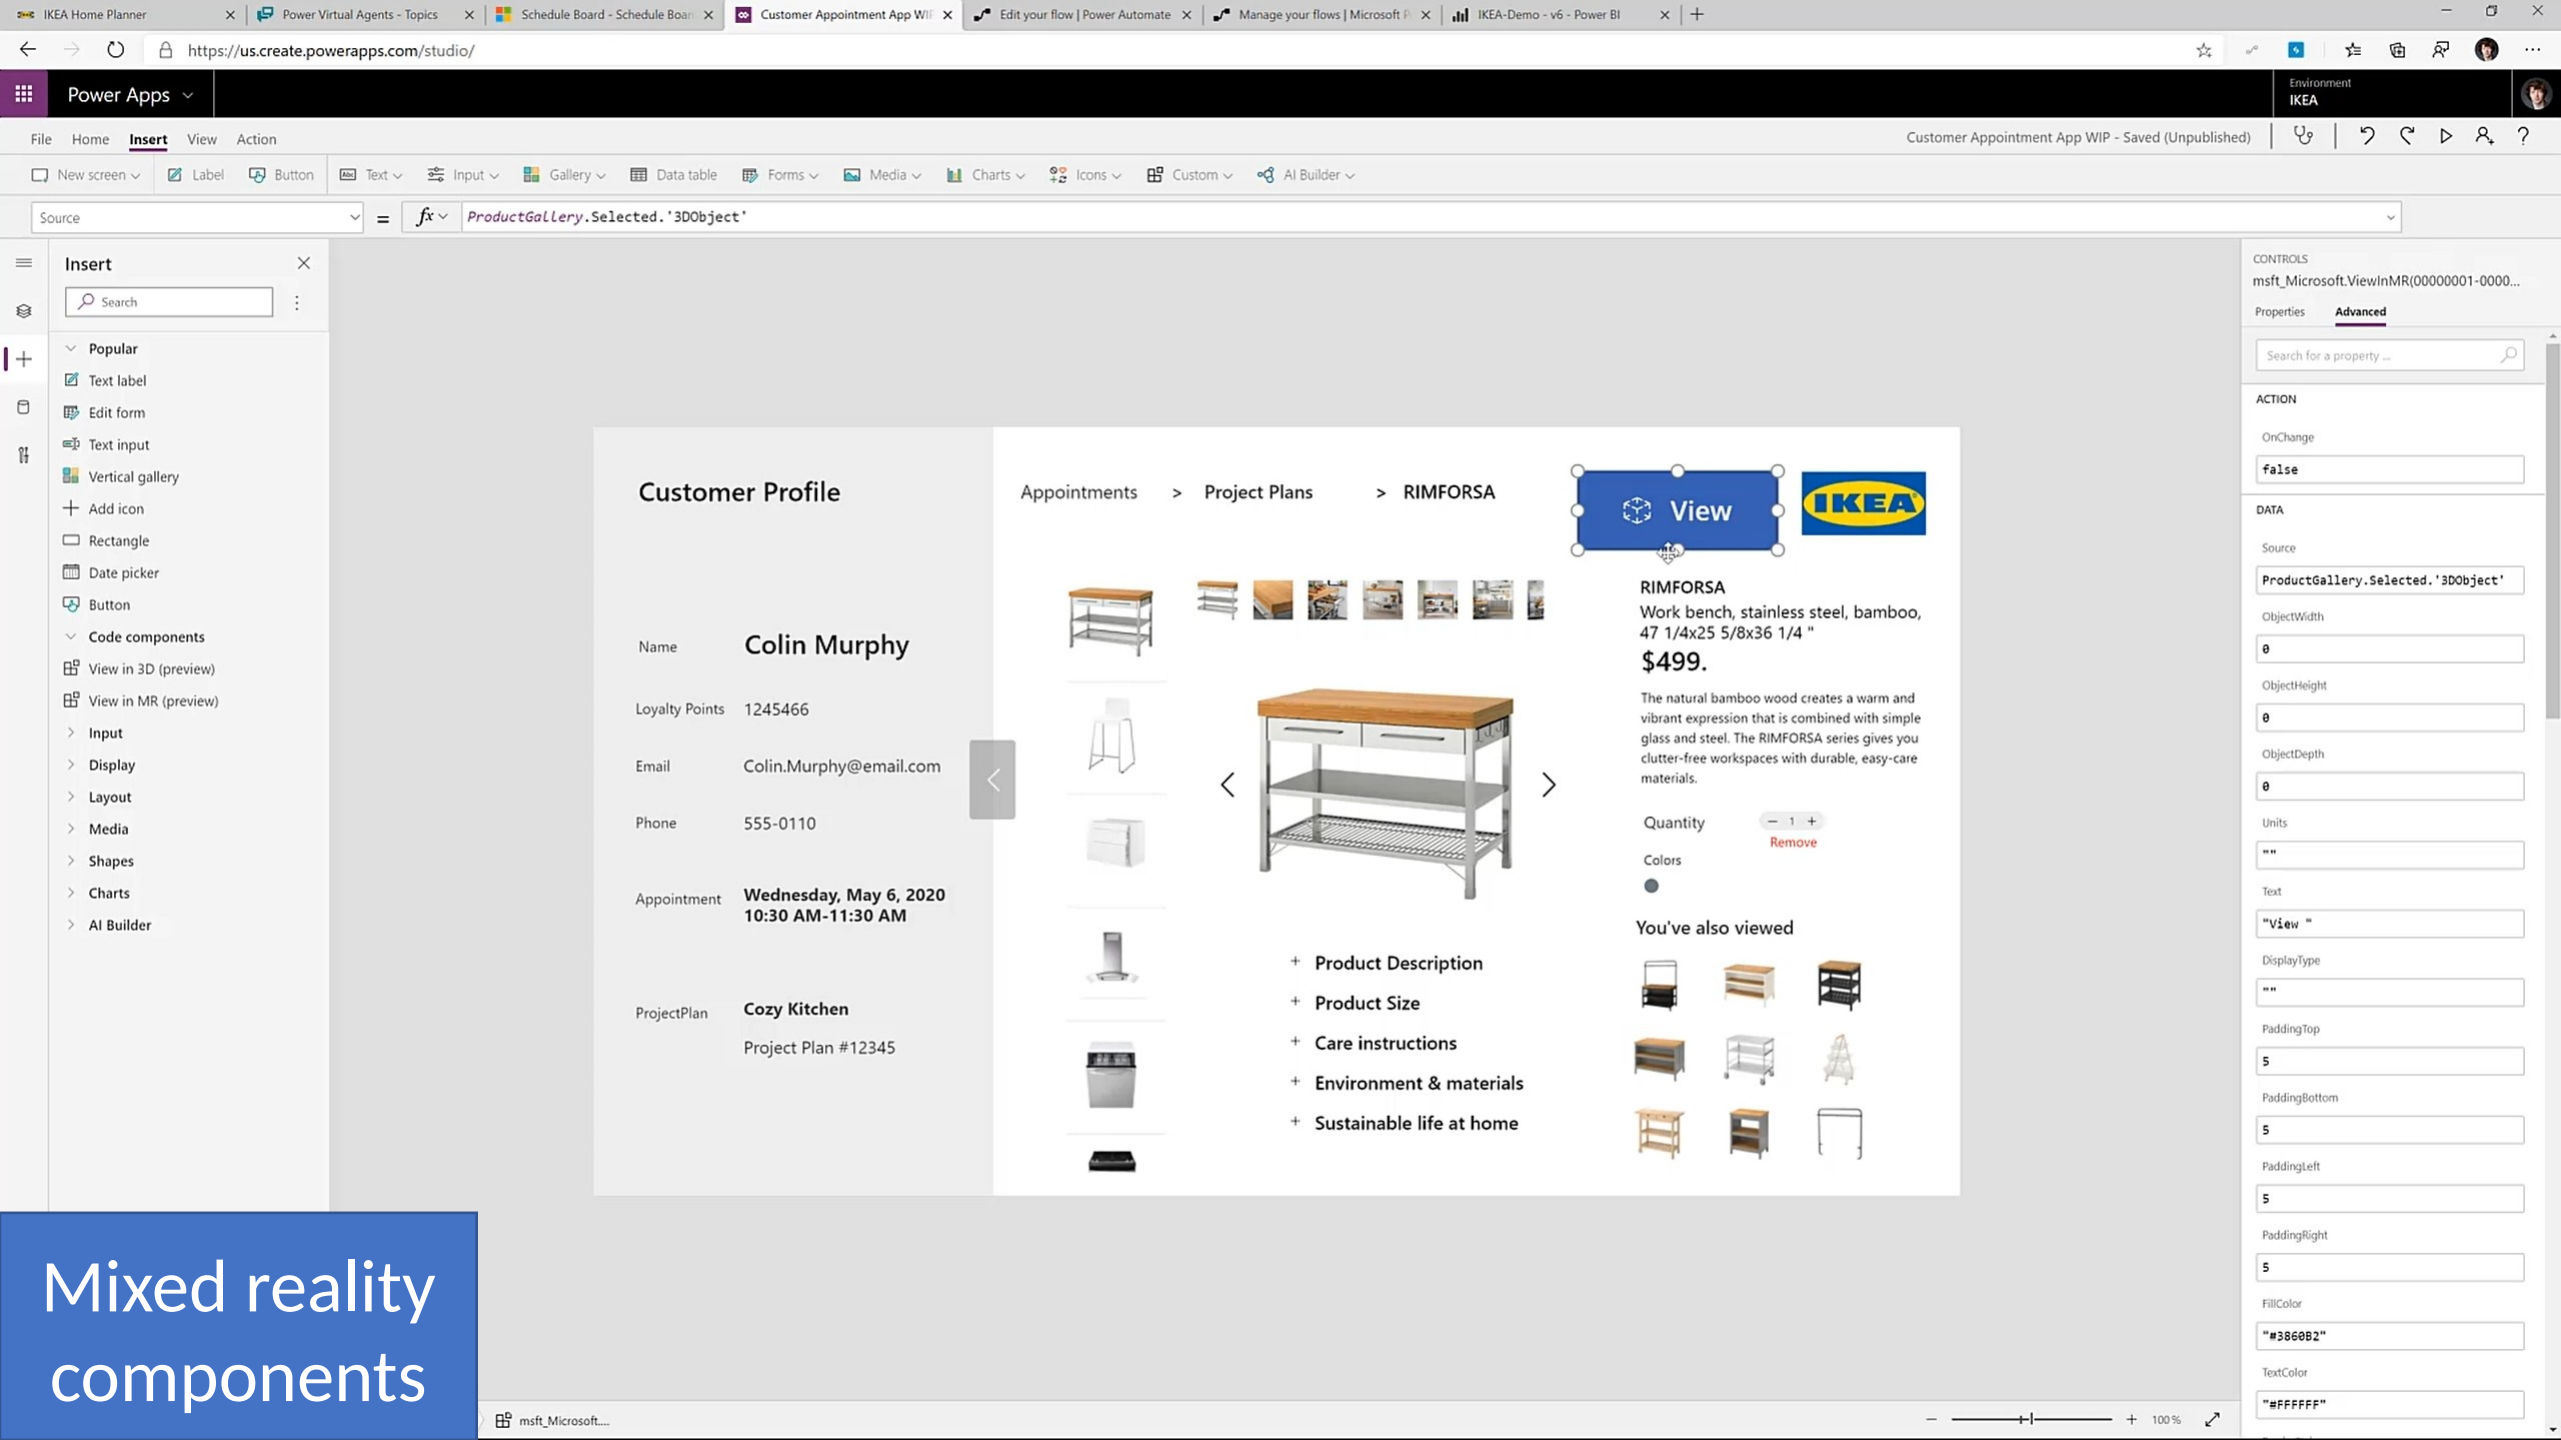 IKEA Home Planner
Power Virtual Agents - Topics
Schedule Board - Schedule Boar
Customer Appointment App WIP
Edit your flow | Power Automate
Manage your flows | Microsoft P
IKEA-Demo - v6 - Power BI
https://us.create.powerapps.com/studio/
Power Apps
Environment
IKEA
File Home Insert View Action
Customer Appointment App WIP - Saved (Unpublished)
New screen Label Button Text Input Gallery Data table Forms Media Charts Icons Custom AI Builder
Source = fx ProductGallery.Selected.'3DObject'
Insert
Search
Popular
Text label
Edit form
Text input
Vertical gallery
Add icon
Rectangle
Date picker
Button
Code components
View in 3D (preview)
View in MR (preview)
Input
Display
Layout
Media
Shapes
Charts
AI Builder
Customer Profile
Name Colin Murphy
Loyalty Points 1245466
Email Colin.Murphy@email.com
Phone 555-0110
Appointment Wednesday, May 6, 2020
10:30 AM-11:30 AM
ProjectPlan Cozy Kitchen
Project Plan #12345
Appointments > Project Plans > RIMFORSA
View
IKEA
RIMFORSA
Work bench, stainless steel, bamboo,
47 1/4x25 5/8x36 1/4 "
$499.
The natural bamboo wood creates a warm and
vibrant expression that is combined with simple
glass and steel. The RIMFORSA series gives you
clutter-free workspaces with durable, easy-care
materials.
Quantity − 1 +
Remove
Colors
You've also viewed
+ Product Description
+ Product Size
+ Care instructions
+ Environment & materials
+ Sustainable life at home
CONTROLS
msft_Microsoft.ViewInMR(00000001-0000...
Properties Advanced
Search for a property ...
ACTION
OnChange
false
DATA
Source
ProductGallery.Selected.'3DObject'
ObjectWidth
0
ObjectHeight
0
ObjectDepth
0
Units
""
Text
"View "
DisplayType
""
PaddingTop
5
PaddingBottom
5
PaddingLeft
5
PaddingRight
5
FillColor
"#3860B2"
TextColor
"#FFFFFF"
Mixed reality
components
msft_Microsoft....
100 %